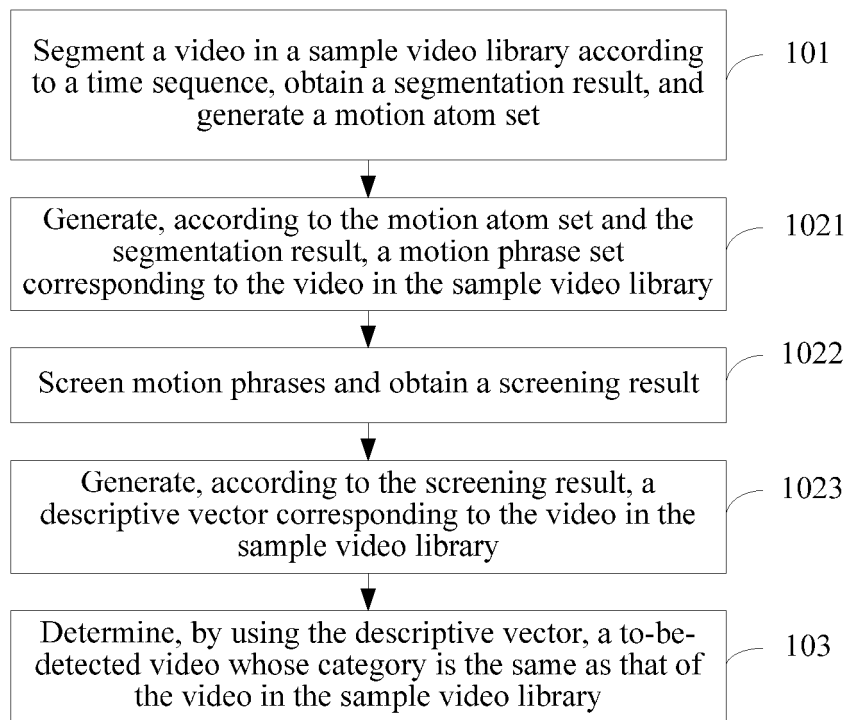 Segment a video in a sample video library according
to a time sequence, obtain a segmentation result, and
generate a motion atom set
101
Generate, according to the motion atom set and the
segmentation result, a motion phrase set
corresponding to the video in the sample video library
1021
Screen motion phrases and obtain a screening result
1022
Generate, according to the screening result, a
descriptive vector corresponding to the video in the
sample video library
1023
Determine, by using the descriptive vector, a to-be-
detected video whose category is the same as that of
the video in the sample video library
103